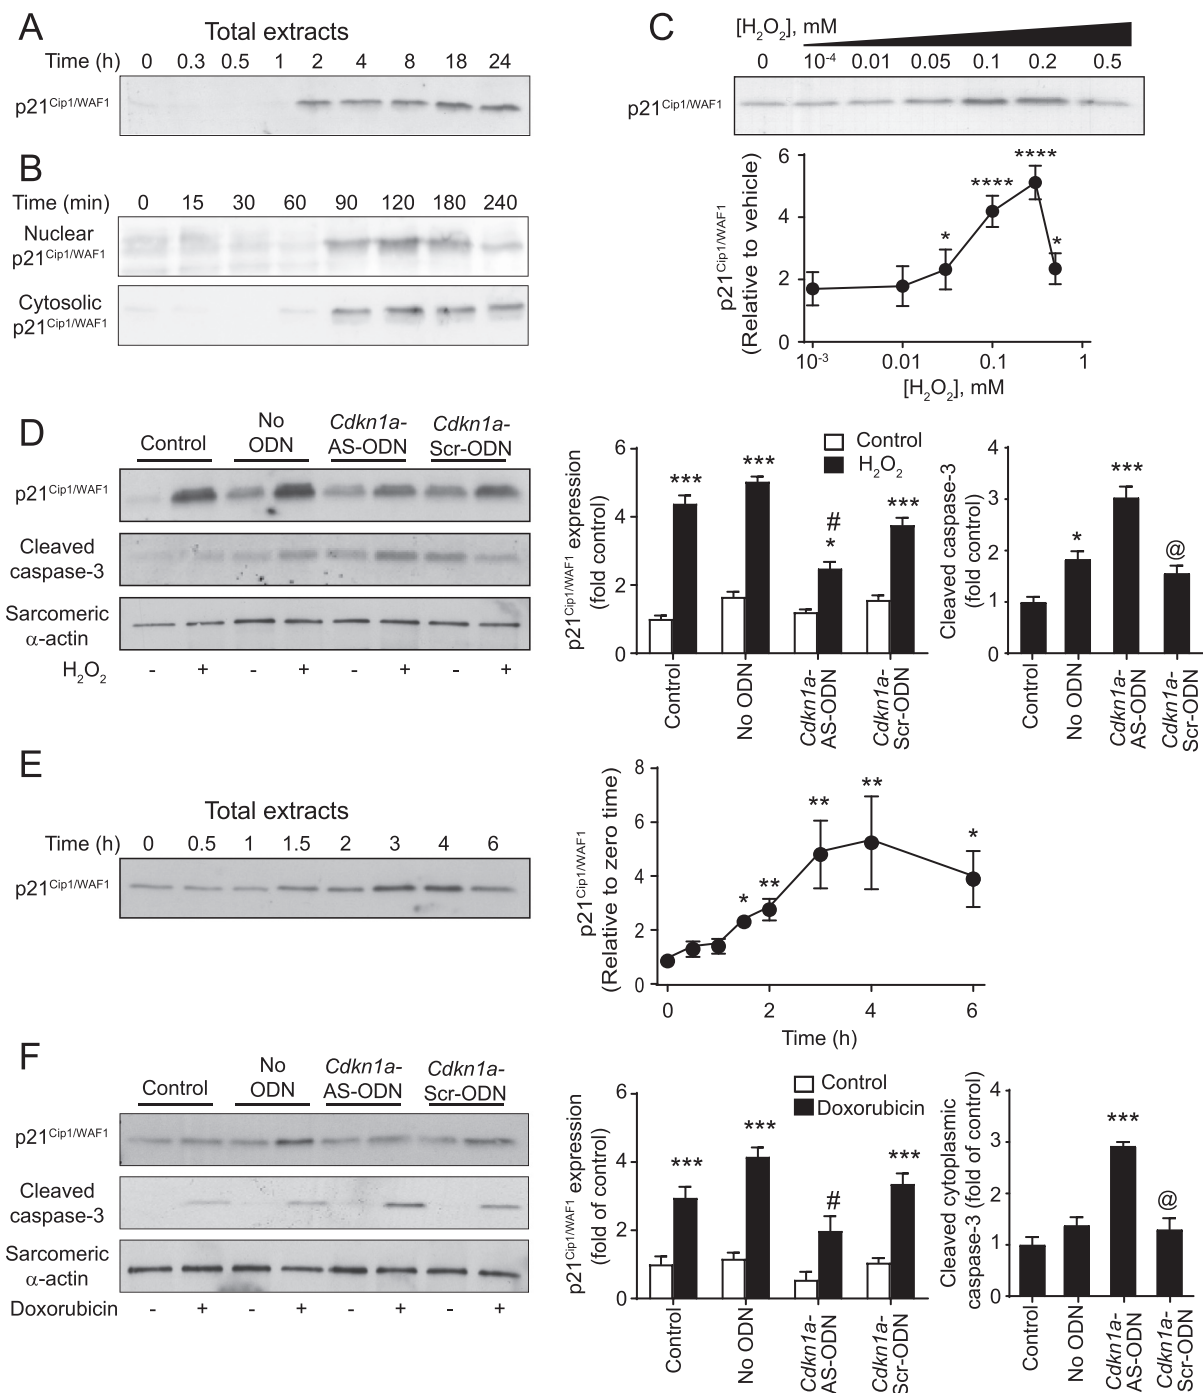 A
Total extracts
Time (h) 0 0.3 0.5 1 2 4 8 18 24
p21Cip1/WAF1
B
Time (min) 0 15 30 60 90 120 180 240
Nuclear
p21Cip1/WAF1
Cytosolic
p21Cip1/WAF1
C
[H2O2], mM
0 10-4 0.01 0.05 0.1 0.2 0.5
p21Cip1/WAF1
p21Cip1/WAF1
(Relative to vehicle)
6
4
2
0
* **** **** *
10-3 0.01 0.1 1
[H2O2], mM
D
Control
No
ODN
Cdkn1a-
AS-ODN
Cdkn1a-
Scr-ODN
p21Cip1/WAF1
Cleaved
caspase-3
Sarcomeric
α-actin
H2O2 - + - + - + - +
p21Cip1/WAF1 expression
(fold control)
6
4
2
0
Control
H2O2
*** *** # * ***
Control
No ODN
Cdkn1a-
AS-ODN
Cdkn1a-
Scr-ODN
Cleaved caspase-3
(fold control)
4
3
2
1
0
* *** @
Control
No ODN
Cdkn1a-
AS-ODN
Cdkn1a-
Scr-ODN
E
Total extracts
Time (h) 0 0.5 1 1.5 2 3 4 6
p21Cip1/WAF1
p21Cip1/WAF1
(Relative to zero time)
8
6
4
2
0
* ** ** ** *
0 2 4 6
Time (h)
F
Control
No
ODN
Cdkn1a-
AS-ODN
Cdkn1a-
Scr-ODN
p21Cip1/WAF1
Cleaved
caspase-3
Sarcomeric
α-actin
Doxorubicin - + - + - + - +
p21Cip1/WAF1 expression
(fold of control)
6
4
2
0
Control
Doxorubicin
*** *** # ***
Control
No ODN
Cdkn1a-
AS-ODN
Cdkn1a-
Scr-ODN
Cleaved cytoplasmic
caspase-3 (fold of control)
4
3
2
1
0
*** @
Control
No ODN
Cdkn1a-
AS-ODN
Cdkn1a-
Scr-ODN